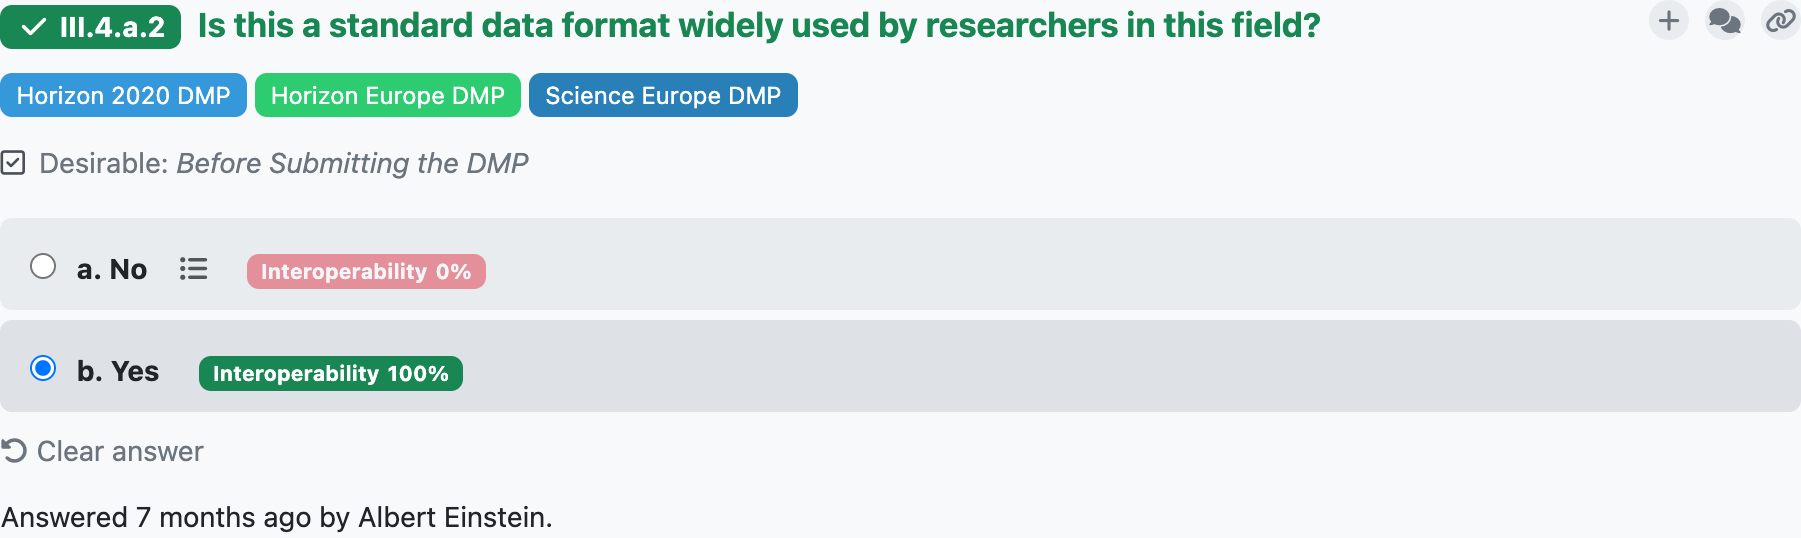 III.4.a.2 Is this a standard data format widely used by researchers in this field?
Horizon 2020 DMP Horizon Europe DMP Science Europe DMP
Desirable: Before Submitting the DMP
a. No Interoperability 0%
b. Yes Interoperability 100%
Clear answer
Answered 7 months ago by Albert Einstein.